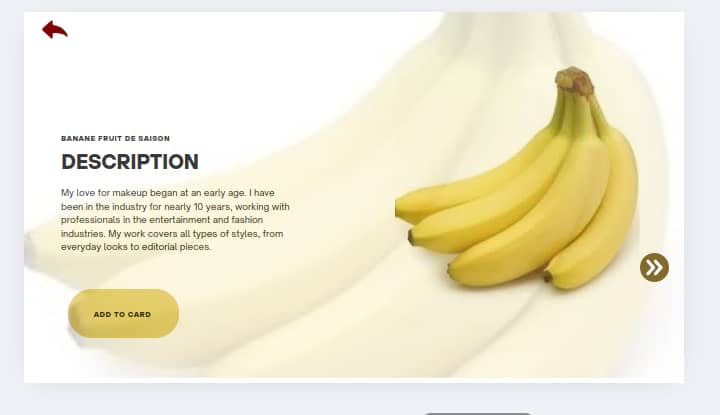 BANANE FRUIT DE SAISON
DESCRIPTION
My love for makeup began at an early age. I have
been in the industry for nearly 10 years, working with
professionals in the entertainment and fashion
industries. My work covers all types of styles, from
everyday looks to editorial pieces.
ADD TO CARD